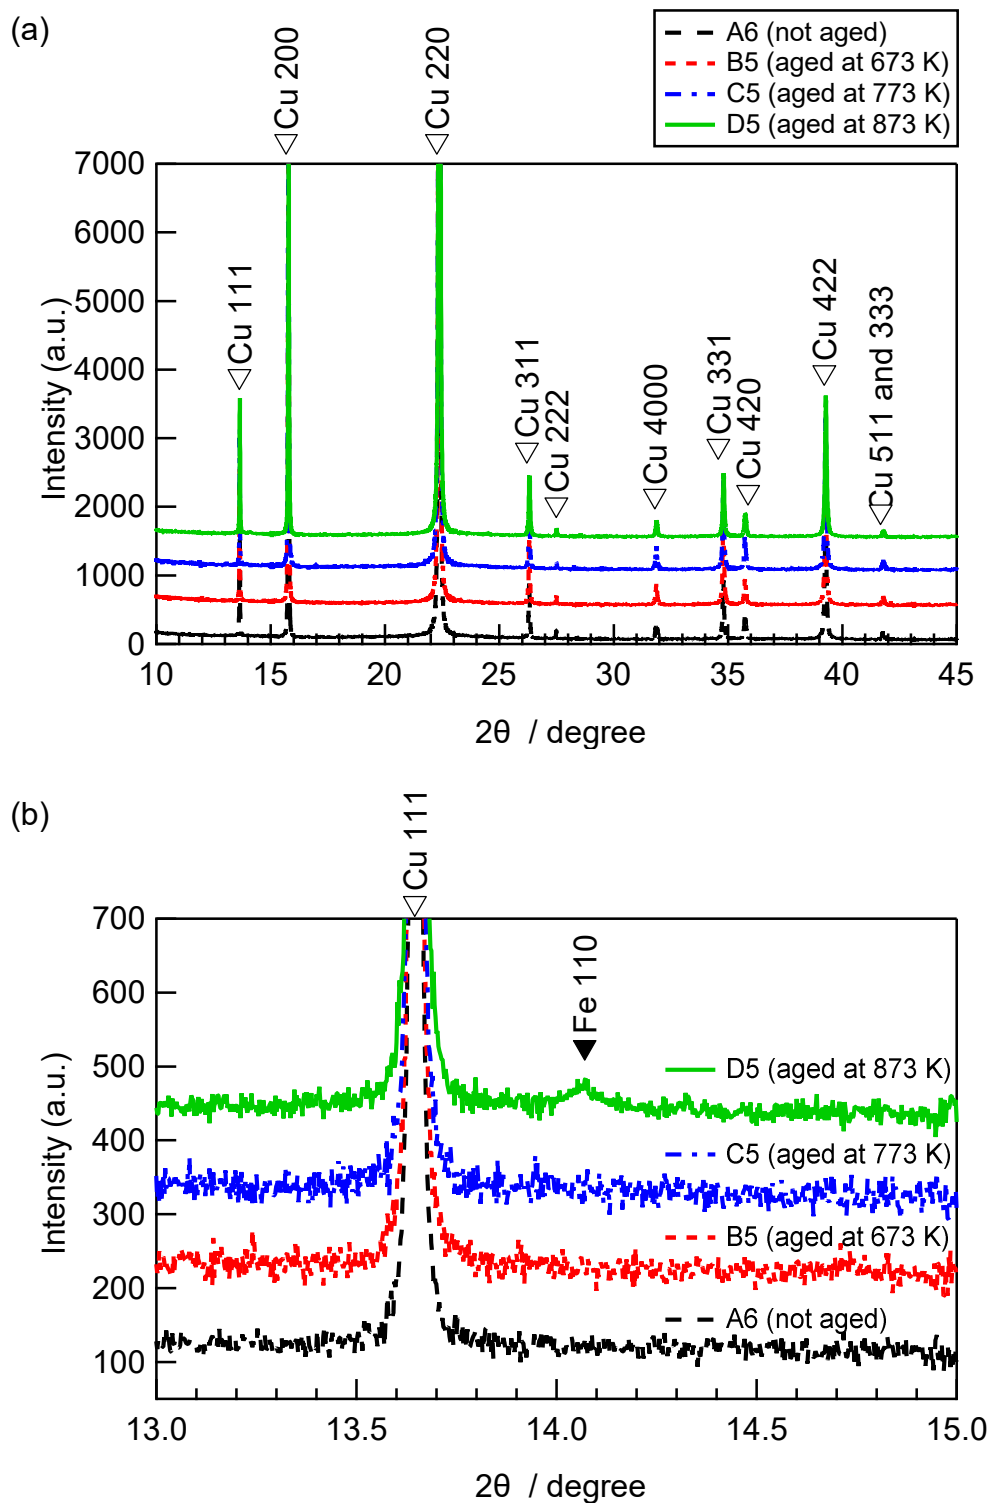 (a)
A6 (not aged)
B5 (aged at 673 K)
C5 (aged at 773 K)
D5 (aged at 873 K)
Cu 200
Cu 220
Cu 111
Cu 311
Cu 222
Cu 4000
Cu 331
Cu 420
Cu 422
Cu 511 and 333
Intensity (a.u.)
7000
6000
5000
4000
3000
2000
1000
0
10 15 20 25 30 35 40 45
2θ / degree
(b)
Cu 111
Fe 110
Intensity (a.u.)
700
600
500
400
300
200
100
D5 (aged at 873 K)
C5 (aged at 773 K)
B5 (aged at 673 K)
A6 (not aged)
13.0 13.5 14.0 14.5 15.0
2θ / degree